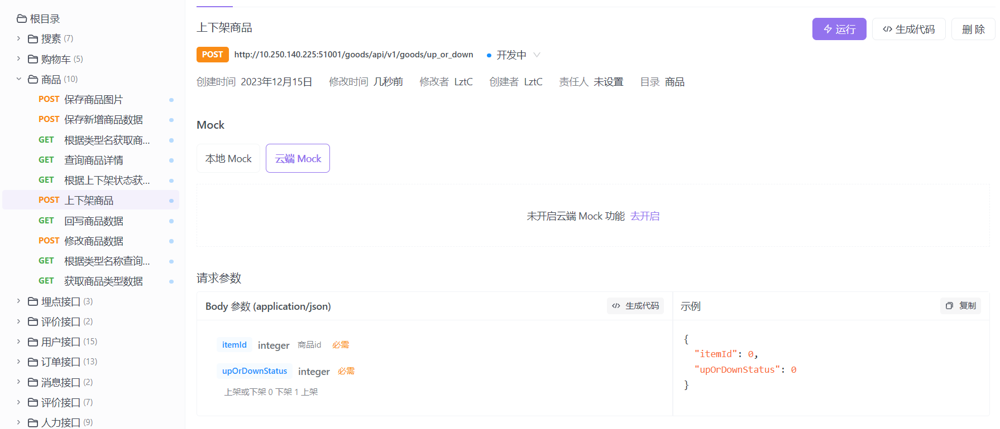 根目录
搜素 (7)
购物车 (5)
商品 (10)
POST 保存商品图片
POST 保存新增商品数据
GET 根据类型名获取商...
GET 查询商品详情
GET 根据上下架状态获...
POST 上下架商品
GET 回写商品数据
POST 修改商品数据
GET 根据类型名称查询...
GET 获取商品类型数据
埋点接口 (3)
评价接口 (2)
用户接口 (15)
订单接口 (13)
消息接口 (2)
评价接口 (7)
人力接口 (9)
上下架商品
运行 生成代码 删 除
POST http://10.250.140.225:51001/goods/api/v1/goods/up_or_down 开发中
创建时间 2023年12月15日 修改时间 几秒前 修改者 LztC 创建者 LztC 责任人 未设置 目录 商品
Mock
本地 Mock 云端 Mock
未开启云端 Mock 功能 去开启
请求参数
Body 参数 (application/json) 生成代码
itemId integer 商品id 必需
upOrDownStatus integer 必需
上架或下架 0 下架 1 上架
示例 复制
{
"itemId": 0,
"upOrDownStatus": 0
}